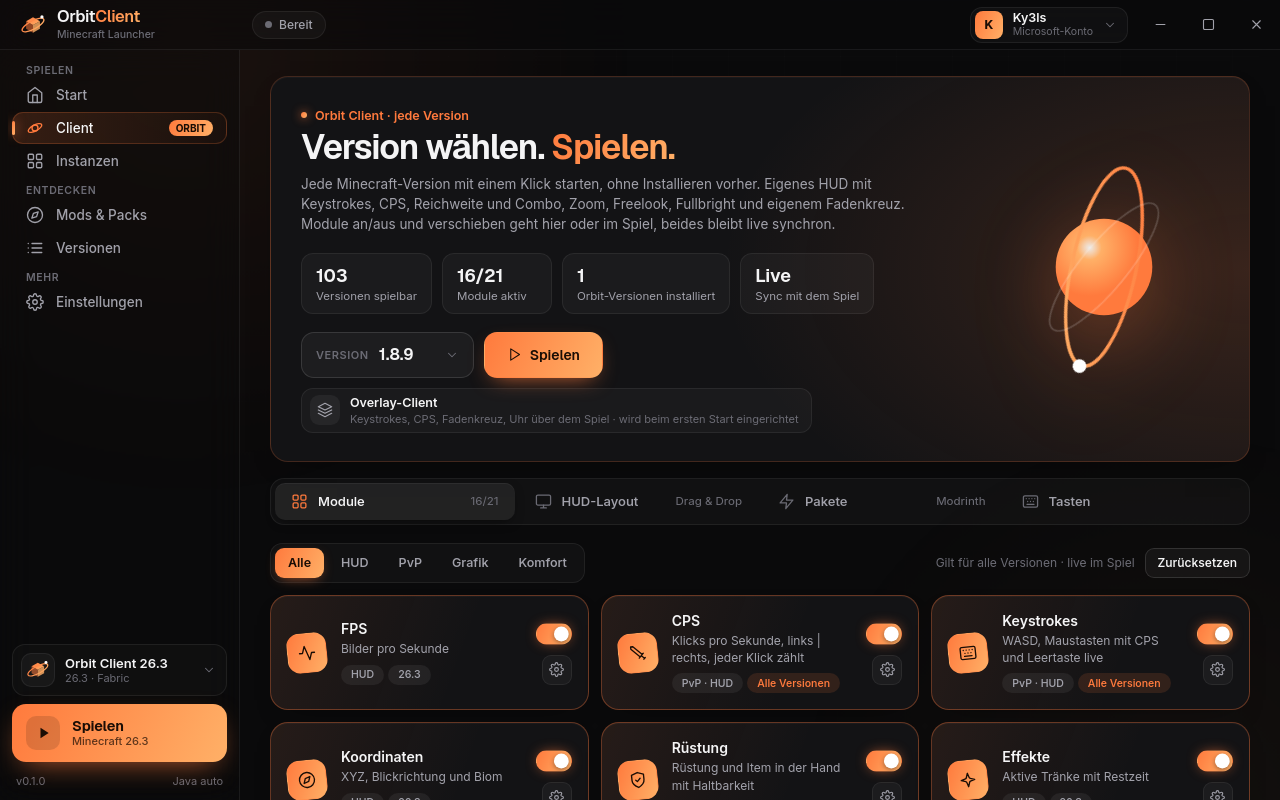 OrbitClient
Minecraft Launcher
Bereit
K
Ky3ls
Microsoft-Konto
SPIELEN
Start
Client
ORBIT
Instanzen
ENTDECKEN
Mods & Packs
Versionen
MEHR
Einstellungen
Orbit Client 26.3
26.3 · Fabric
Spielen
Minecraft 26.3
v0.1.0
Java auto
Orbit Client · jede Version
Version wählen. Spielen.
Jede Minecraft-Version mit einem Klick starten, ohne Installieren vorher. Eigenes HUD mit
Keystrokes, CPS, Reichweite und Combo, Zoom, Freelook, Fullbright und eigenem Fadenkreuz.
Module an/aus und verschieben geht hier oder im Spiel, beides bleibt live synchron.
103
Versionen spielbar
16/21
Module aktiv
1
Orbit-Versionen installiert
Live
Sync mit dem Spiel
VERSION 1.8.9
Spielen
Overlay-Client
Keystrokes, CPS, Fadenkreuz, Uhr über dem Spiel · wird beim ersten Start eingerichtet
Module 16/21
HUD-Layout Drag & Drop
Pakete Modrinth
Tasten
Alle HUD PvP Grafik Komfort
Gilt für alle Versionen · live im Spiel
Zurücksetzen
FPS
Bilder pro Sekunde
HUD 26.3
CPS
Klicks pro Sekunde, links |
rechts, jeder Klick zählt
PvP · HUD Alle Versionen
Keystrokes
WASD, Maustasten mit CPS
und Leertaste live
PvP · HUD Alle Versionen
Koordinaten
XYZ, Blickrichtung und Biom
HUD 26.3
Rüstung
Rüstung und Item in der Hand
mit Haltbarkeit
Effekte
Aktive Tränke mit Restzeit
HUD 26.3